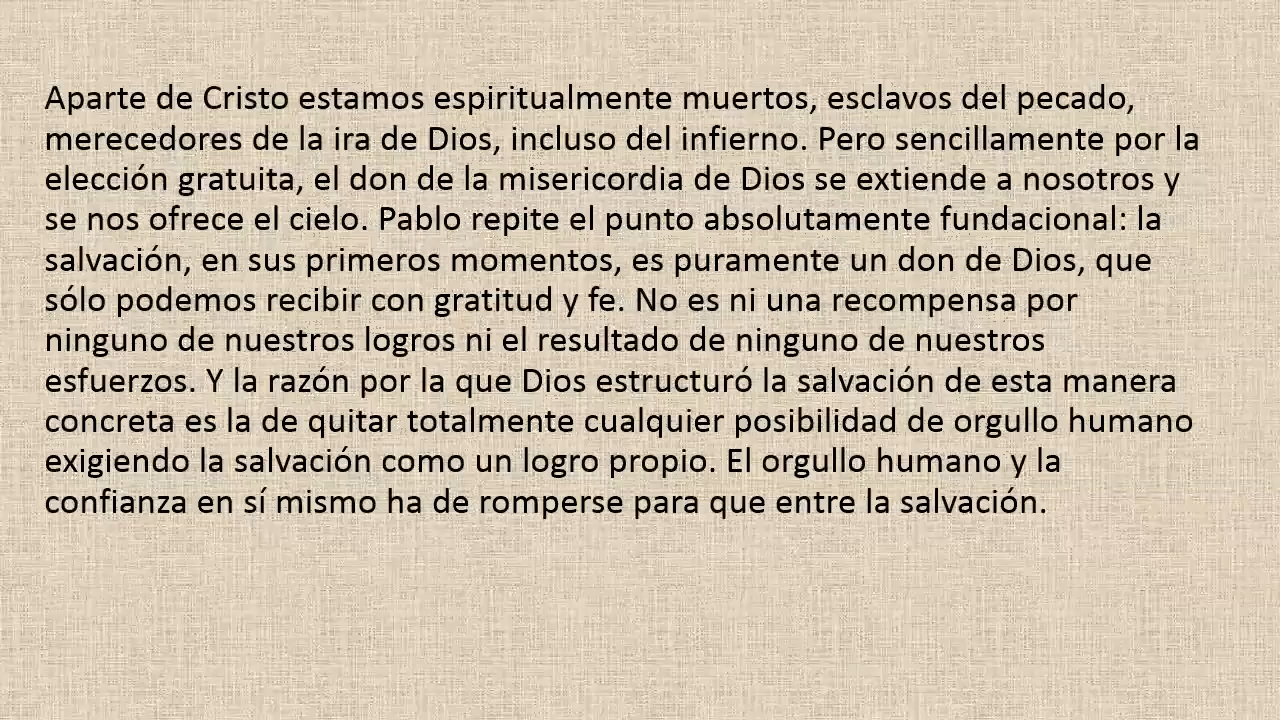 Aparte de Cristo estamos espiritualmente muertos, esclavos del pecado,
merecedores de la ira de Dios, incluso del infierno. Pero sencillamente por la
elección gratuita, el don de la misericordia de Dios se extiende a nosotros y
se nos ofrece el cielo. Pablo repite el punto absolutamente fundacional: la
salvación, en sus primeros momentos, es puramente un don de Dios, que
sólo podemos recibir con gratitud y fe. No es ni una recompensa por
ninguno de nuestros logros ni el resultado de ninguno de nuestros
esfuerzos. Y la razón por la que Dios estructuró la salvación de esta manera
concreta es la de quitar totalmente cualquier posibilidad de orgullo humano
exigiendo la salvación como un logro propio. El orgullo humano y la
confianza en sí mismo ha de romperse para que entre la salvación.